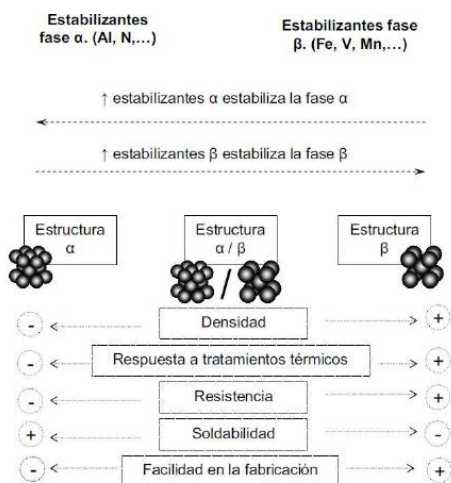 Estabilizantes
fase α. (Al, N,...)
Estabilizantes fase
β. (Fe, V, Mn,...)
↑ estabilizantes α estabiliza la fase α
↑ estabilizantes β estabiliza la fase β
Estructura
α
Estructura
α / β
Estructura
β
/
- Densidad +
- Respuesta a tratamientos térmicos +
- Resistencia +
+ Soldabilidad -
- Facilidad en la fabricación +